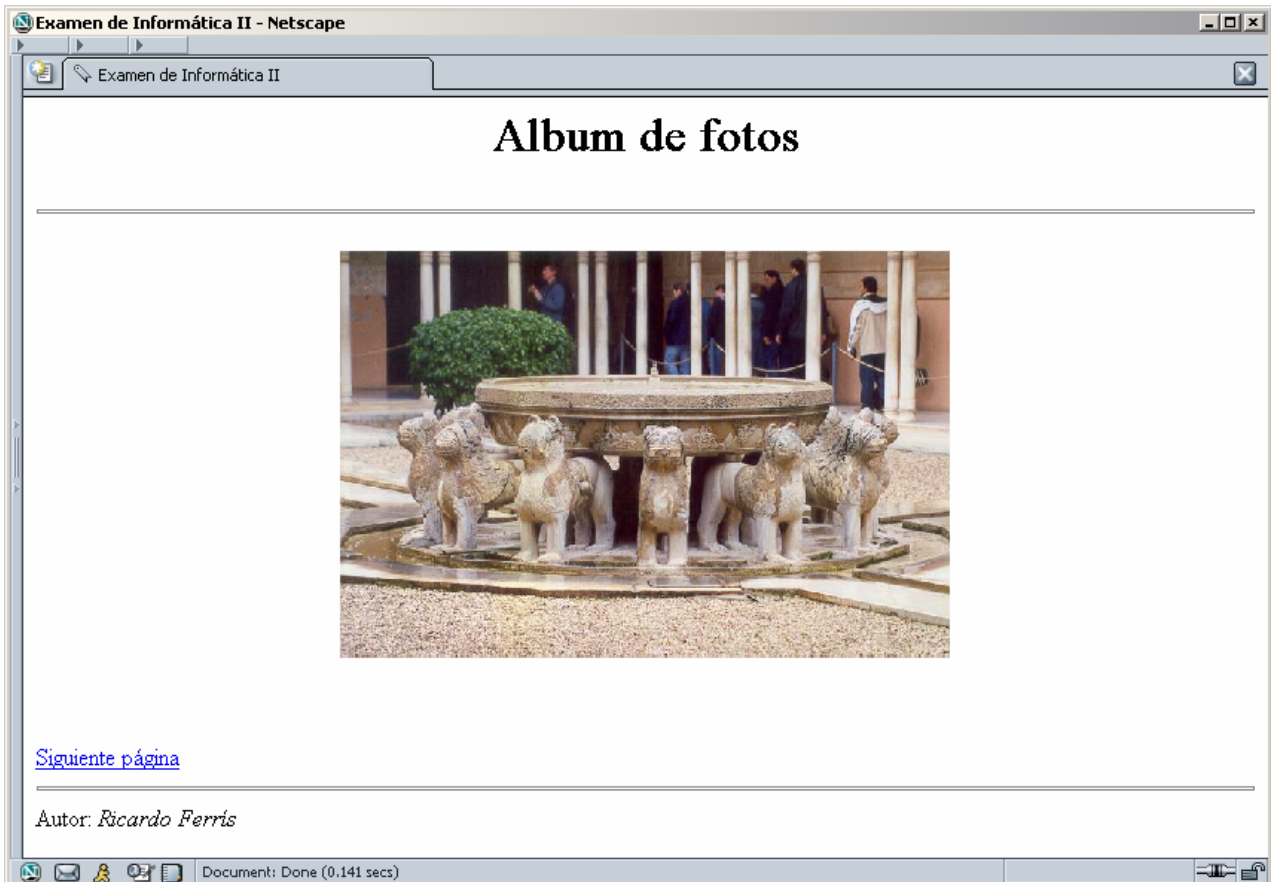 Examen de Informática II - Netscape
Examen de Informática II
Album de fotos
Siguiente página
Autor: Ricardo Ferrís
Document: Done (0.141 secs)